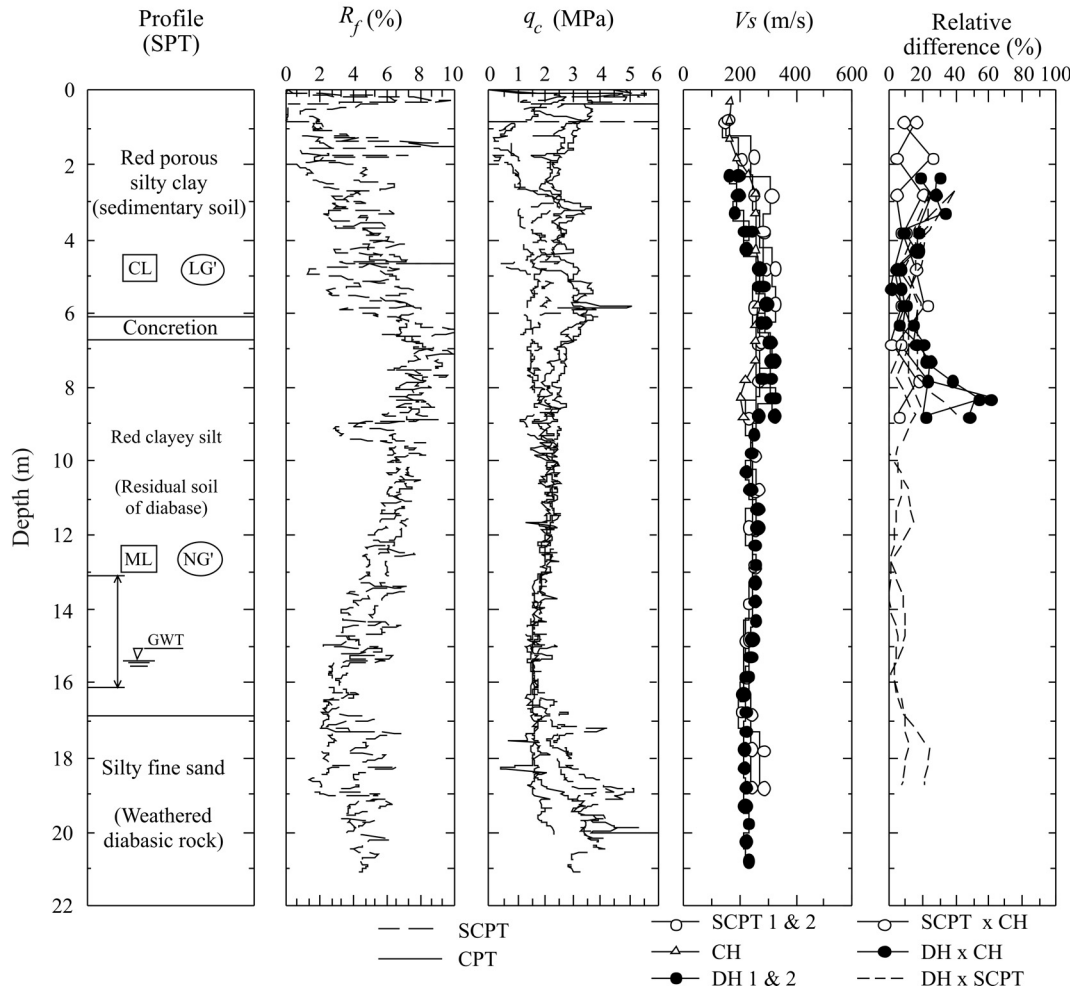 Profile
(SPT)
R_f (%)
q_c (MPa)
Vs (m/s)
Relative
difference (%)
0 2 4 6 8 10
0 1 2 3 4 5 6
0 200 400 600
0 20 40 60 80 100
Depth (m)
0
2
4
6
8
10
12
14
16
18
20
22
Red porous
silty clay
(sedimentary soil)
CL LG'
Concretion
Red clayey silt
(Residual soil
of diabase)
ML NG'
GWT
Silty fine sand
(Weathered
diabasic rock)
SCPT
CPT
SCPT 1 & 2
CH
DH 1 & 2
SCPT x CH
DH x CH
DH x SCPT